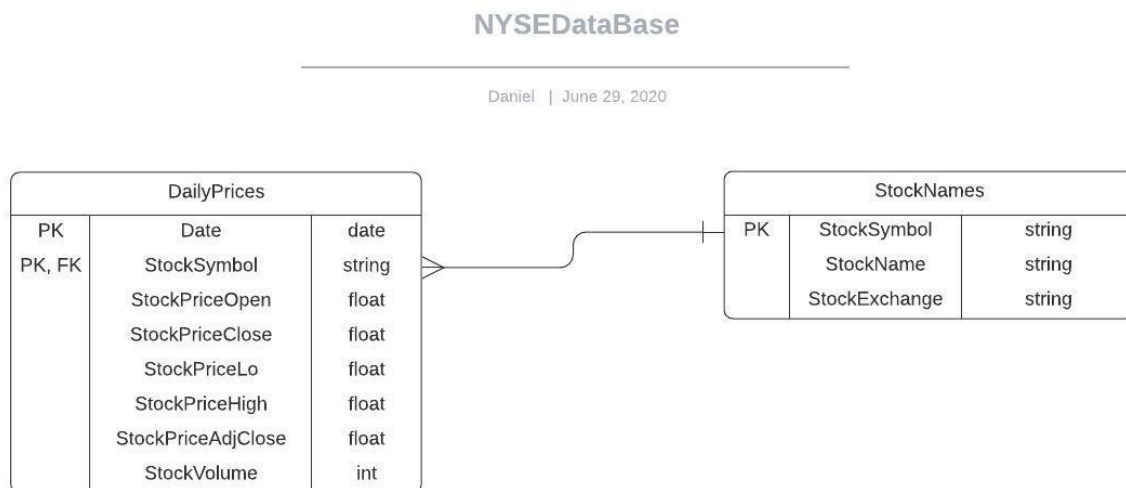 NYSEDataBase
Daniel | June 29, 2020
DailyPrices
PK Date date
PK, FK StockSymbol string
StockPriceOpen float
StockPriceClose float
StockPriceLo float
StockPriceHigh float
StockPriceAdjClose float
StockVolume int
StockNames
PK StockSymbol string
StockName string
StockExchange string